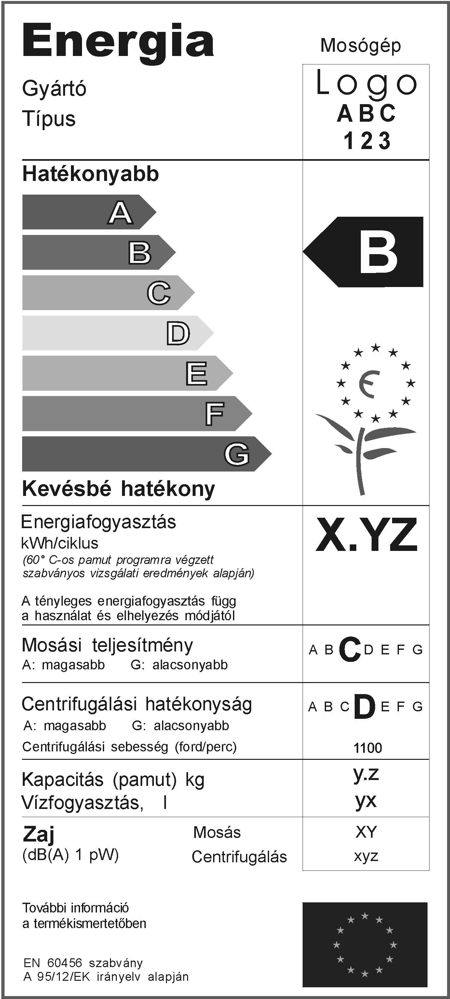 Energia
Mosógép
Logo
ABC
123
Gyártó
Típus
Hatékonyabb
A
B
C
D
E
F
G
B
Є
Kevésbé hatékony
Energiafogyasztás
kWh/ciklus
(60° C-os pamut programra végzett
szabványos vizsgálati eredmények alapján)
X.YZ
A tényleges energiafogyasztás függ
a használat és elhelyezés módjától
Mosási teljesítmény
A: magasabb G: alacsonyabb
A B C D E F G
Centrifugálási hatékonyság
A: magasabb G: alacsonyabb
A B C D E F G
Centrifugálási sebesség (ford/perc) 1100
Kapacitás (pamut) kg y.z
Vízfogyasztás, l yx
Zaj Mosás XY
(dB(A) 1 pW) Centrifugálás xyz
További információ
a termékismertetőben
EN 60456 szabvány
A 95/12/EK irányelv alapján